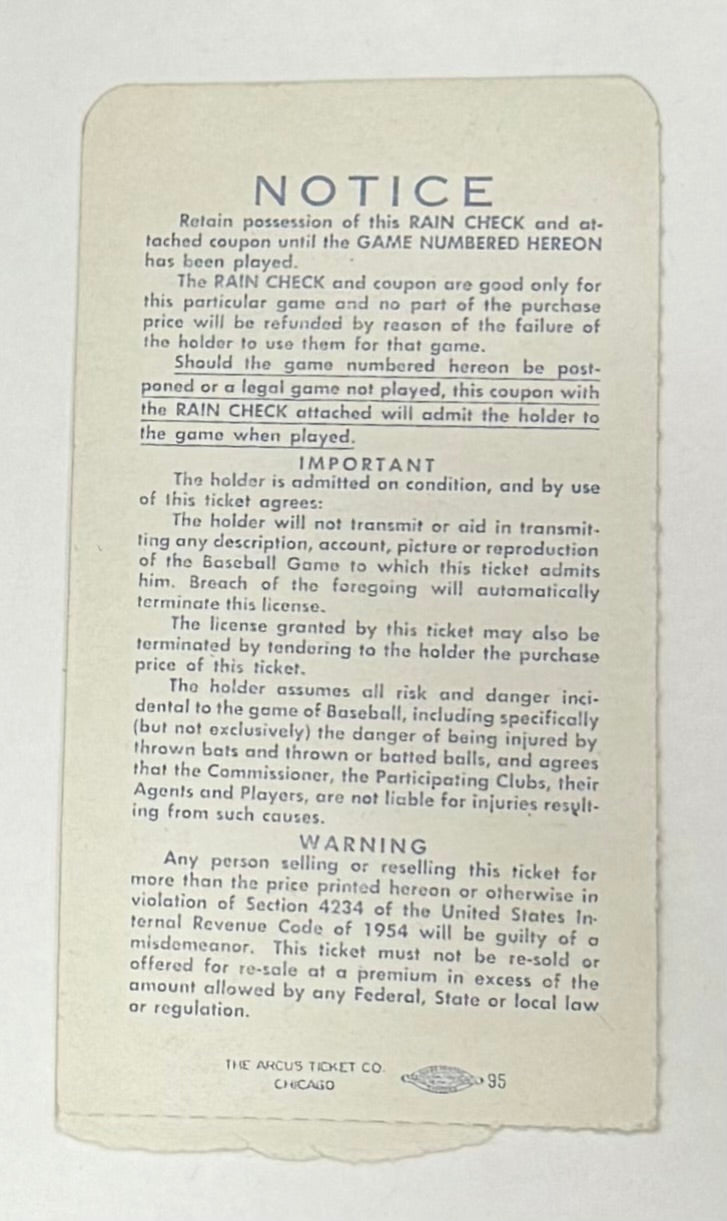 NOTICE
Retain possession of this RAIN CHECK and at-
tached coupon until the GAME NUMBERED HEREON
has been played.
The RAIN CHECK and coupon are good only for
this particular game and no part of the purchase
price will be refunded by reason of the failure of
the holder to use them for that game.
Should the game numbered hereon be post-
poned or a legal game not played, this coupon with
the RAIN CHECK attached will admit the holder to
the game when played.
IMPORTANT
The holder is admitted on condition, and by use
of this ticket agrees:
The holder will not transmit or aid in transmit-
ting any description, account, picture or reproduction
of the Baseball Game to which this ticket admits
him. Breach of the foregoing will automatically
terminate this license.
The license granted by this ticket may also be
terminated by tendering to the holder the purchase
price of this ticket.
The holder assumes all risk and danger inci-
dental to the game of Baseball, including specifically
(but not exclusively) the danger of being injured by
thrown bats and thrown or batted balls, and agrees
that the Commissioner, the Participating Clubs, their
Agents and Players, are not liable for injuries result-
ing from such causes.
WARNING
Any person selling or reselling this ticket for
more than the price printed hereon or otherwise in
violation of Section 4234 of the United States In-
ternal Revenue Code of 1954 will be guilty of a
misdemeanor. This ticket must not be re-sold or
offered for re-sale at a premium in excess of the
amount allowed by any Federal, State or local law
or regulation.
THE ARCUS TICKET CO.
CHICAGO
95